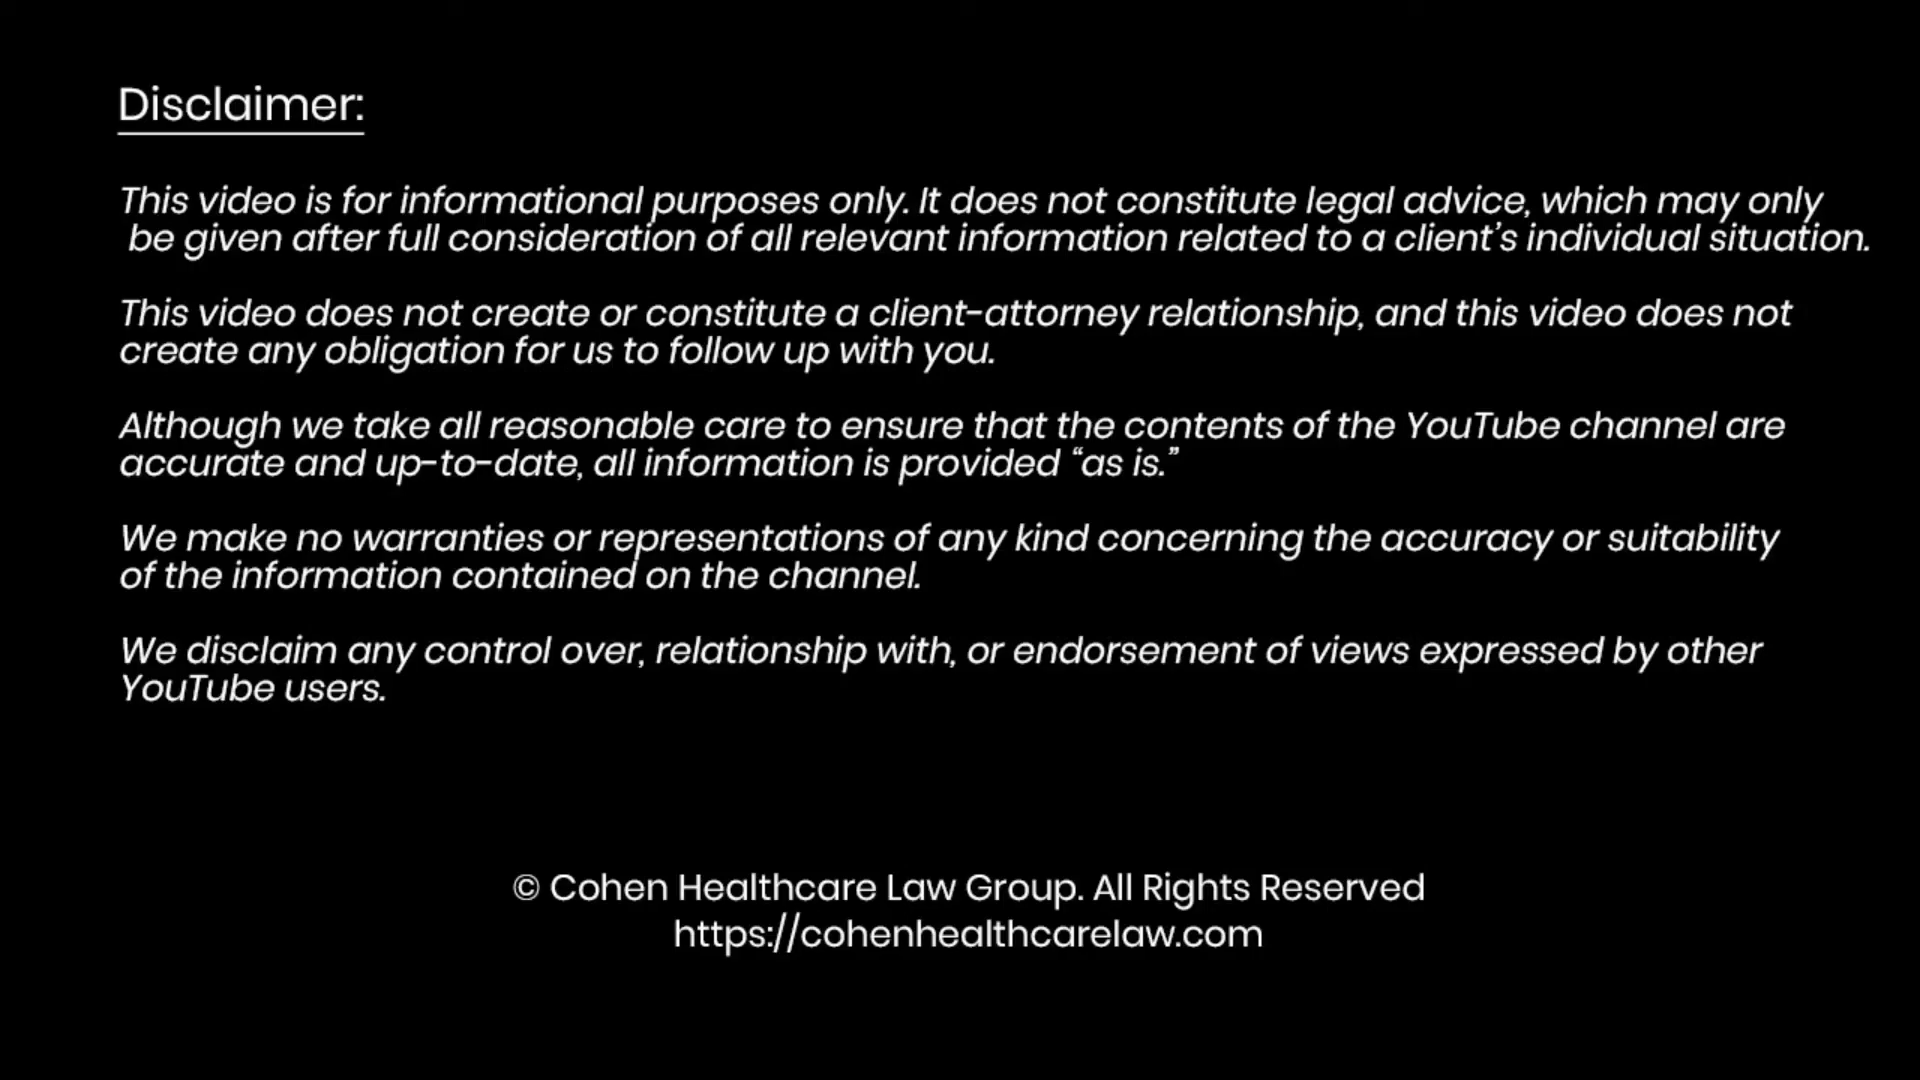 Disclaimer:
This video is for informational purposes only. It does not constitute legal advice, which may only
be given after full consideration of all relevant information related to a client’s individual situation.
This video does not create or constitute a client-attorney relationship, and this video does not
create any obligation for us to follow up with you.
Although we take all reasonable care to ensure that the contents of the YouTube channel are
accurate and up-to-date, all information is provided “as is.”
We make no warranties or representations of any kind concerning the accuracy or suitability
of the information contained on the channel.
We disclaim any control over, relationship with, or endorsement of views expressed by other
YouTube users.
© Cohen Healthcare Law Group. All Rights Reserved
https://cohenhealthcarelaw.com